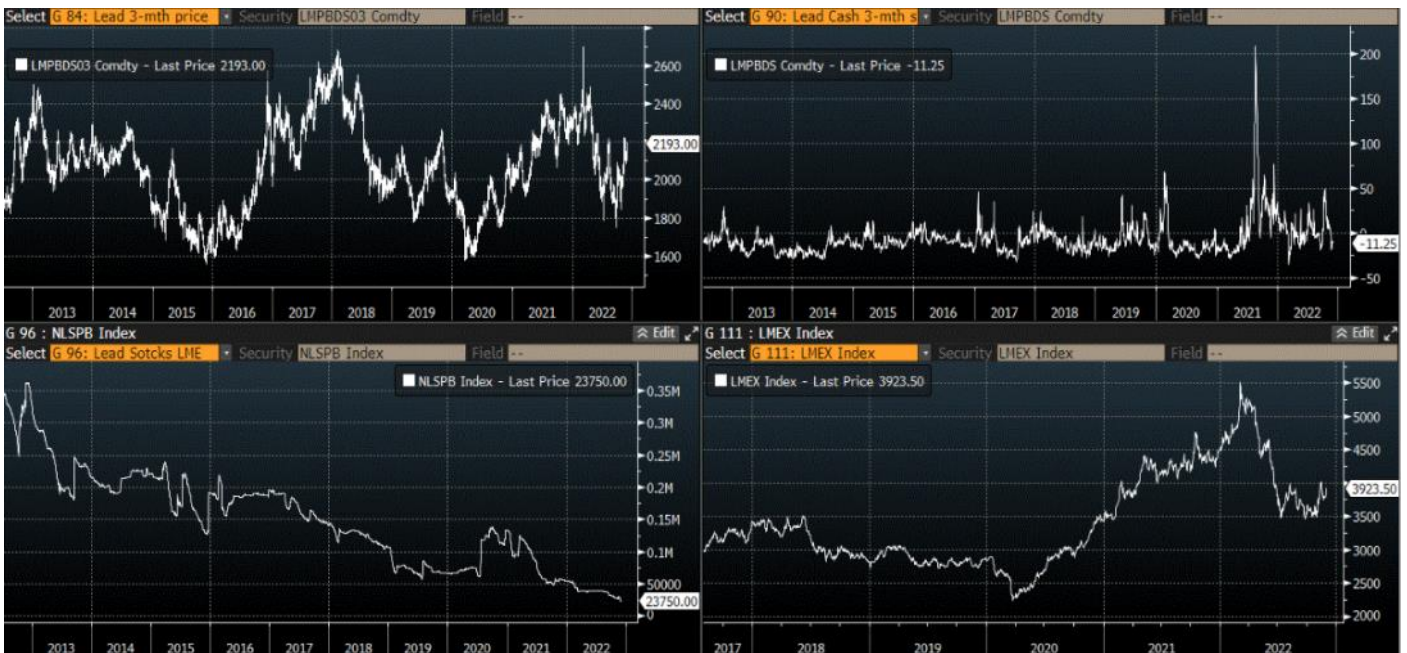 Select G 84: Lead 3-mth price Security LMPBDS03 Comdty Field --
LMPBDS03 Comdty - Last Price 2193.00
2600
2400
2193.00
2000
1800
1600
2013 2014 2015 2016 2017 2018 2019 2020 2021 2022
Select G 90: Lead Cash 3-mth s Security LMPBDS Comdty Field --
LMPBDS Comdty - Last Price -11.25
200
150
100
50
0
-11.25
-50
2013 2014 2015 2016 2017 2018 2019 2020 2021 2022
G 96 : NLSPB Index Edit
Select G 96: Lead Sotcks LME Security NLSPB Index Field --
NLSPB Index - Last Price 23750.00
0.35M
0.3M
0.25M
0.2M
0.15M
0.1M
50000
23750.00
0
2013 2014 2015 2016 2017 2018 2019 2020 2021 2022
G 111 : LMEX Index Edit
Select G 111: LMEX Index Security LMEX Index Field --
LMEX Index - Last Price 3923.50
5500
5000
4500
3923.50
3500
3000
2500
2000
2017 2018 2019 2020 2021 2022